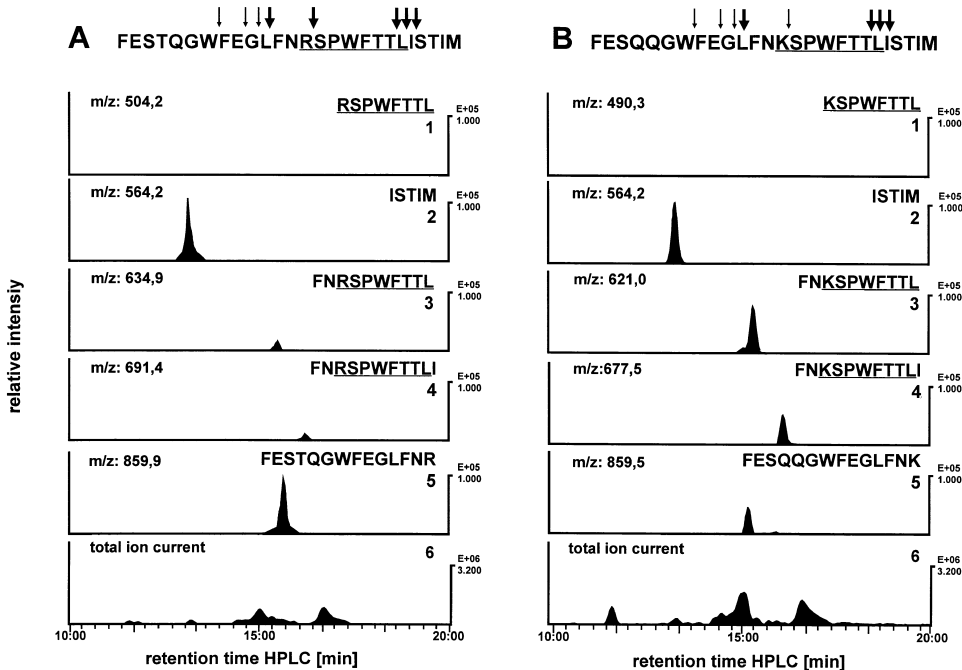 A
FESTQGWFEGLFNRSPWFTTLISTIM
m/z: 504,2
RSPWFTTL
1
E+05
1.000
m/z: 564,2
ISTIM
2
E+05
1.000
m/z: 634,9
FNRSPWFTTL
3
E+05
1.000
m/z: 691,4
FNRSPWFTTLI
4
E+05
1.000
m/z: 859,9
FESTQGWFEGLFNR
5
E+05
1.000
total ion current
6
E+06
3.200
10:00 15:00 20:00
retention time HPLC [min]
relative intensiy
B
FESQQGWFEGLFNKSPWFTTLISTIM
m/z: 490,3
KSPWFTTL
1
E+05
1.000
m/z: 564,2
ISTIM
2
E+05
1.000
m/z: 621,0
FNKSPWFTTL
3
E+05
1.000
m/z:677,5
FNKSPWFTTLI
4
E+05
1.000
m/z: 859,5
FESQQGWFEGLFNK
5
E+05
1.000
total ion current
6
E+06
3.200
10:00 15:00 20:00
retention time HPLC [min]